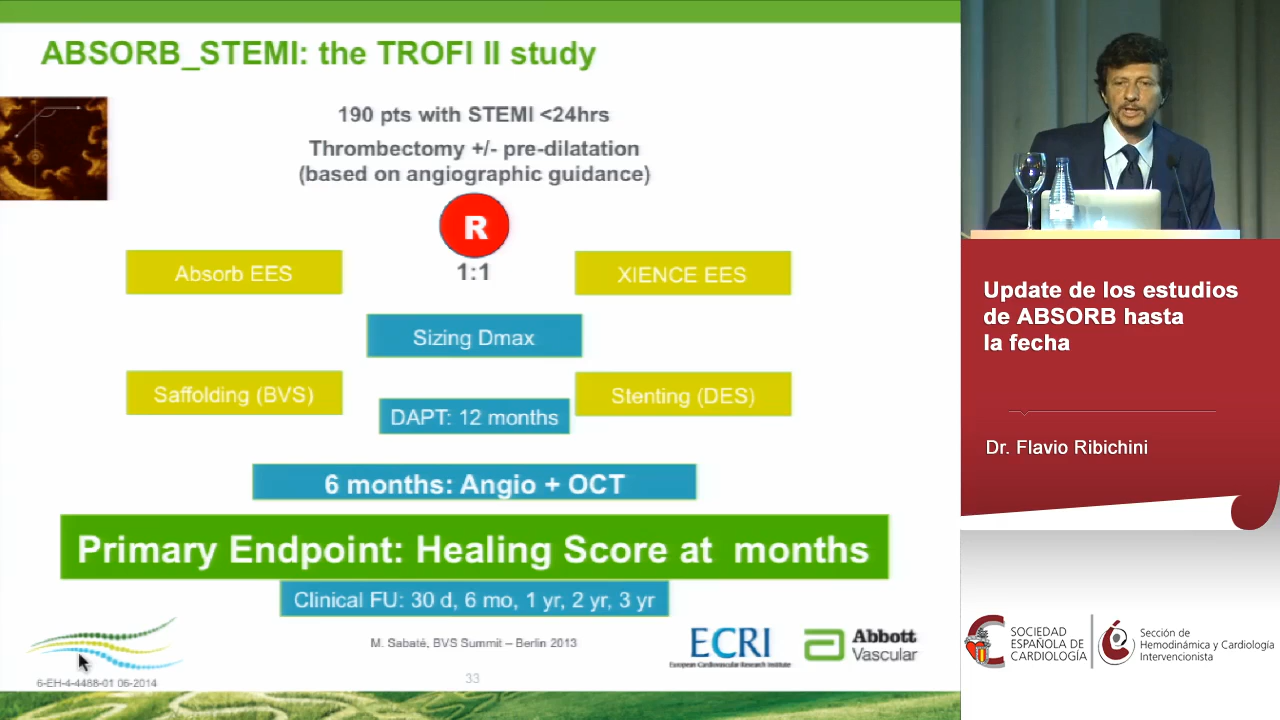 ABSORB_STEMI: the TROFI II study
190 pts with STEMI <24hrs
Thrombectomy +/- pre-dilatation
(based on angiographic guidance)
R
1:1
Absorb EES
XIENCE EES
Sizing Dmax
Saffolding (BVS)
Stenting (DES)
DAPT: 12 months
6 months: Angio + OCT
Primary Endpoint: Healing Score at months
Clinical FU: 30 d, 6 mo, 1 yr, 2 yr, 3 yr
M. Sabaté, BVS Summit – Berlin 2013
ECRI
European Cardiovascular Research Institute
Abbott
Vascular
6-EH-4-4488-01 06-2014
33
Update de los estudios
de ABSORB hasta
la fecha
Dr. Flavio Ribichini
SOCIEDAD
ESPAÑOLA DE
CARDIOLOGÍA
Sección de
Hemodinámica y Cardiología
Intervencionista